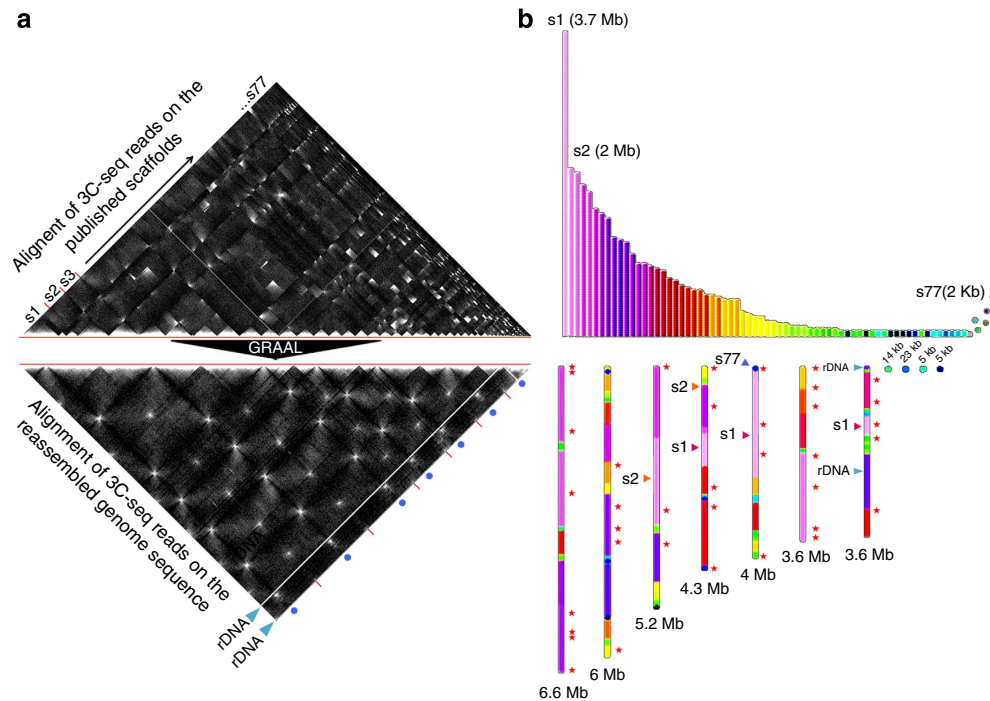 a
Alignent of 3C-seq reads on the
published scaffolds
s1
s2
s3
...s77
GRAAL
Alignment of 3C-seq reads on the
reassembled genome sequence
rDNA
rDNA
b
s1 (3.7 Mb)
s2 (2 Mb)
s77(2 Kb)
14 kb
23 kb
5 kb
5 kb
s77
rDNA
s2
s1
s1
s1
s2
rDNA
6.6 Mb
6 Mb
5.2 Mb
4.3 Mb
4 Mb
3.6 Mb
3.6 Mb